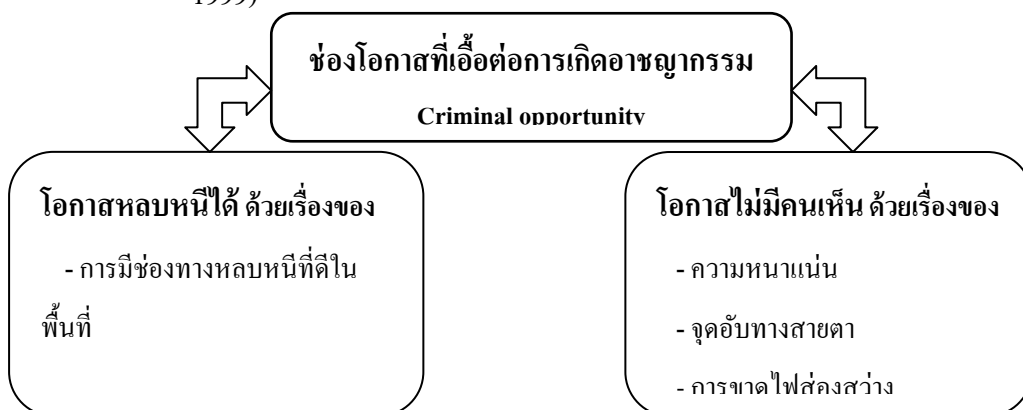 1999)
ช่องโอกาสที่เอื้อต่อการเกิดอาชญากรรม
Criminal opportunity
โอกาสหลบหนีได้ ด้วยเรื่องของ
- การมีช่องทางหลบหนีที่ดีใน
พื้นที่
โอกาสไม่มีคนเห็น ด้วยเรื่องของ
- ความหนาแน่น
- จุดอับทางสายตา
- การขาดไฟส่องสว่าง